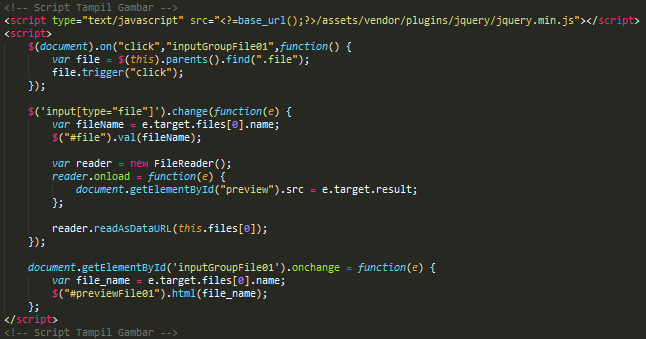 <!-- Script Tampil Gambar -->
<script type="text/javascript" src="<?=base_url();?>/assets/vendor/plugins/jquery/jquery.min.js"></script>
<script>
    $(document).on("click","inputGroupFile01",function() {
        var file = $(this).parents().find(".file");
        file.trigger("click");
    });

    $('input[type="file"]').change(function(e) {
        var fileName = e.target.files[0].name;
        $("#file").val(fileName);

        var reader = new FileReader();
        reader.onload = function(e) {
            document.getElementById("preview").src = e.target.result;
        };

        reader.readAsDataURL(this.files[0]);
    });

    document.getElementById('inputGroupFile01').onchange = function(e) {
        var file_name = e.target.files[0].name;
        $("#previewFile01").html(file_name);
    };
</script>
<!-- Script Tampil Gambar -->